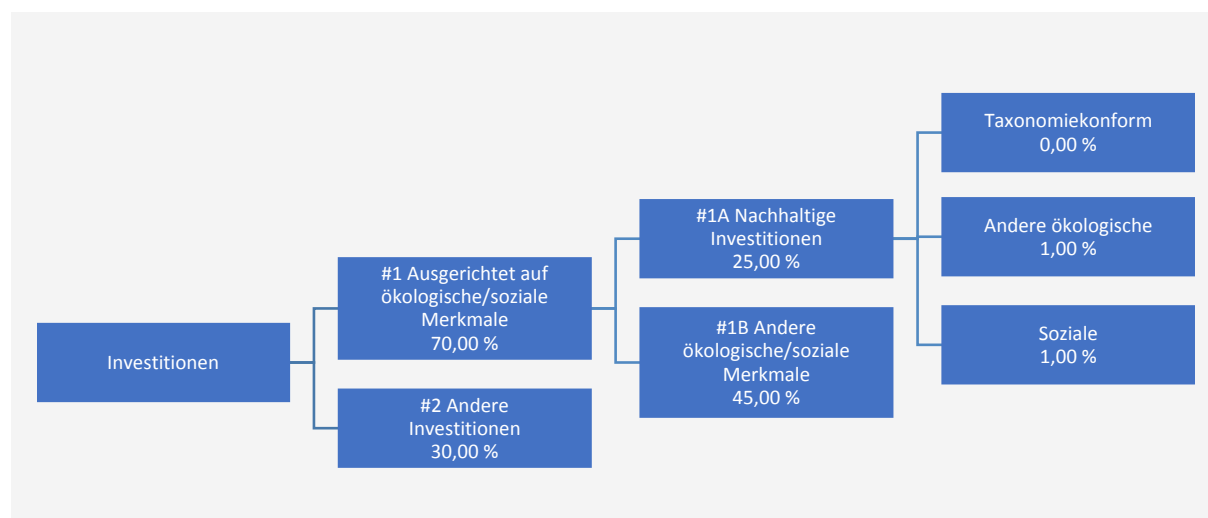 Investitionen
#1 Ausgerichtet auf
ökologische/soziale
Merkmale
70,00 %
#2 Andere
Investitionen
30,00 %
#1A Nachhaltige
Investitionen
25,00 %
#1B Andere
ökologische/soziale
Merkmale
45,00 %
Taxonomiekonform
0,00 %
Andere ökologische
1,00 %
Soziale
1,00 %